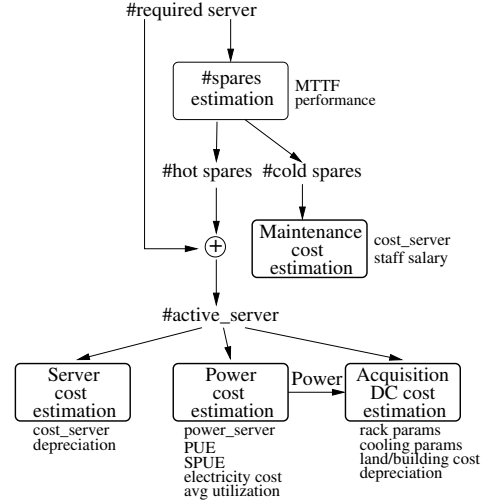 #required server
#spares
estimation
MTTF
performance
#hot spares
#cold spares
Maintenance
cost
estimation
cost_server
staff salary
+
#active_server
Server
cost
estimation
cost_server
depreciation
Power
cost
estimation
power_server
PUE
SPUE
electricity cost
avg utilization
Power
Acquisition
DC cost
estimation
rack params
cooling params
land/building cost
depreciation